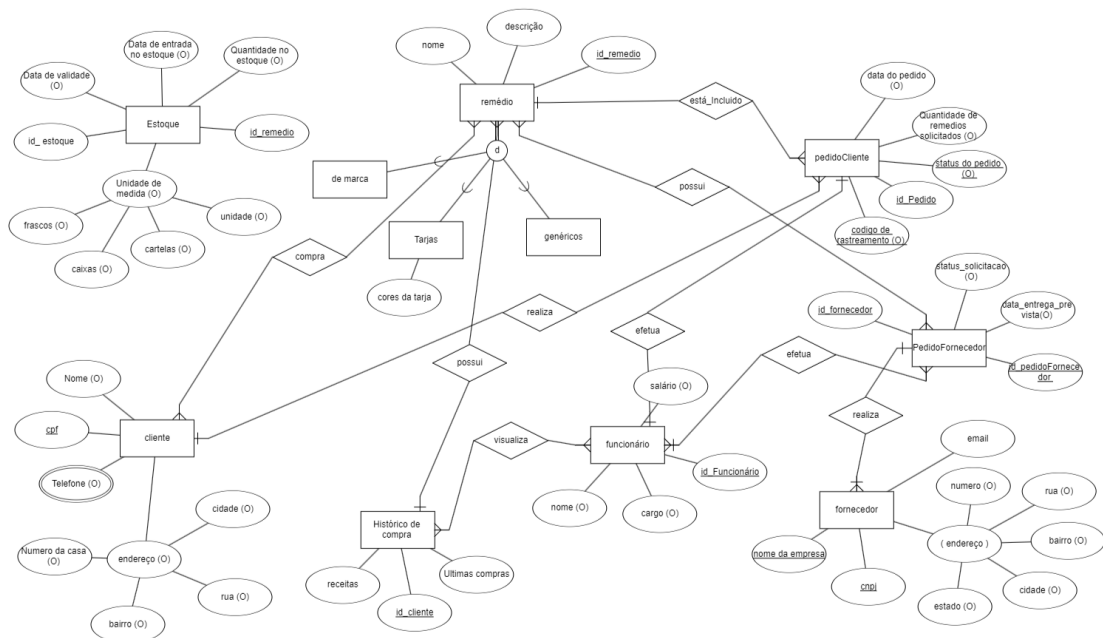 Data de entrada
no estoque (O)
Quantidade no
estoque (O)
Data de validade
(O)
Estoque
id_ estoque
id_remedio
Unidade de
medida (O)
frascos (O)
unidade (O)
cartelas (O)
caixas (O)
nome
descrição
id_remedio
remédio
d
de marca
Tarjas
genéricos
cores da tarja
está_Incluido
data do pedido
(O)
Quantidade de
remedios
solicitados (O)
pedidoCliente
status do pedido
(O)
id_Pedido
codigo de
rastreamento (O)
possui
compra
realiza
possui
efetua
efetua
status_solicitacao
(O)
id_fornecedor
data_entrega_pre
vista(O)
PedidoFornecedor
id_pedidoFornece
dor
realiza
Nome (O)
cpf
cliente
Telefone (O)
cidade (O)
Numero da casa
(O)
endereço (O)
bairro (O)
rua (O)
salário (O)
visualiza
funcionário
id_Funcionário
nome (O)
cargo (O)
Histórico de
compra
receitas
Ultimas compras
id_cliente
email
numero (O)
rua (O)
fornecedor
nome da empresa
( endereço )
bairro (O)
cnpj
estado (O)
cidade (O)